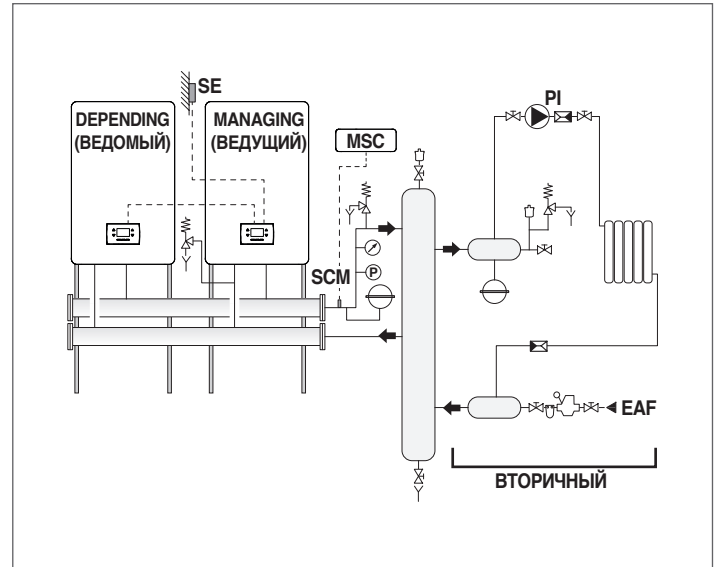 SE
DEPENDING
(ВЕДОМЫЙ)
MANAGING
(ВЕДУЩИЙ)
MSC
PI
SCM
P
EAF
ВТОРИЧНЫЙ